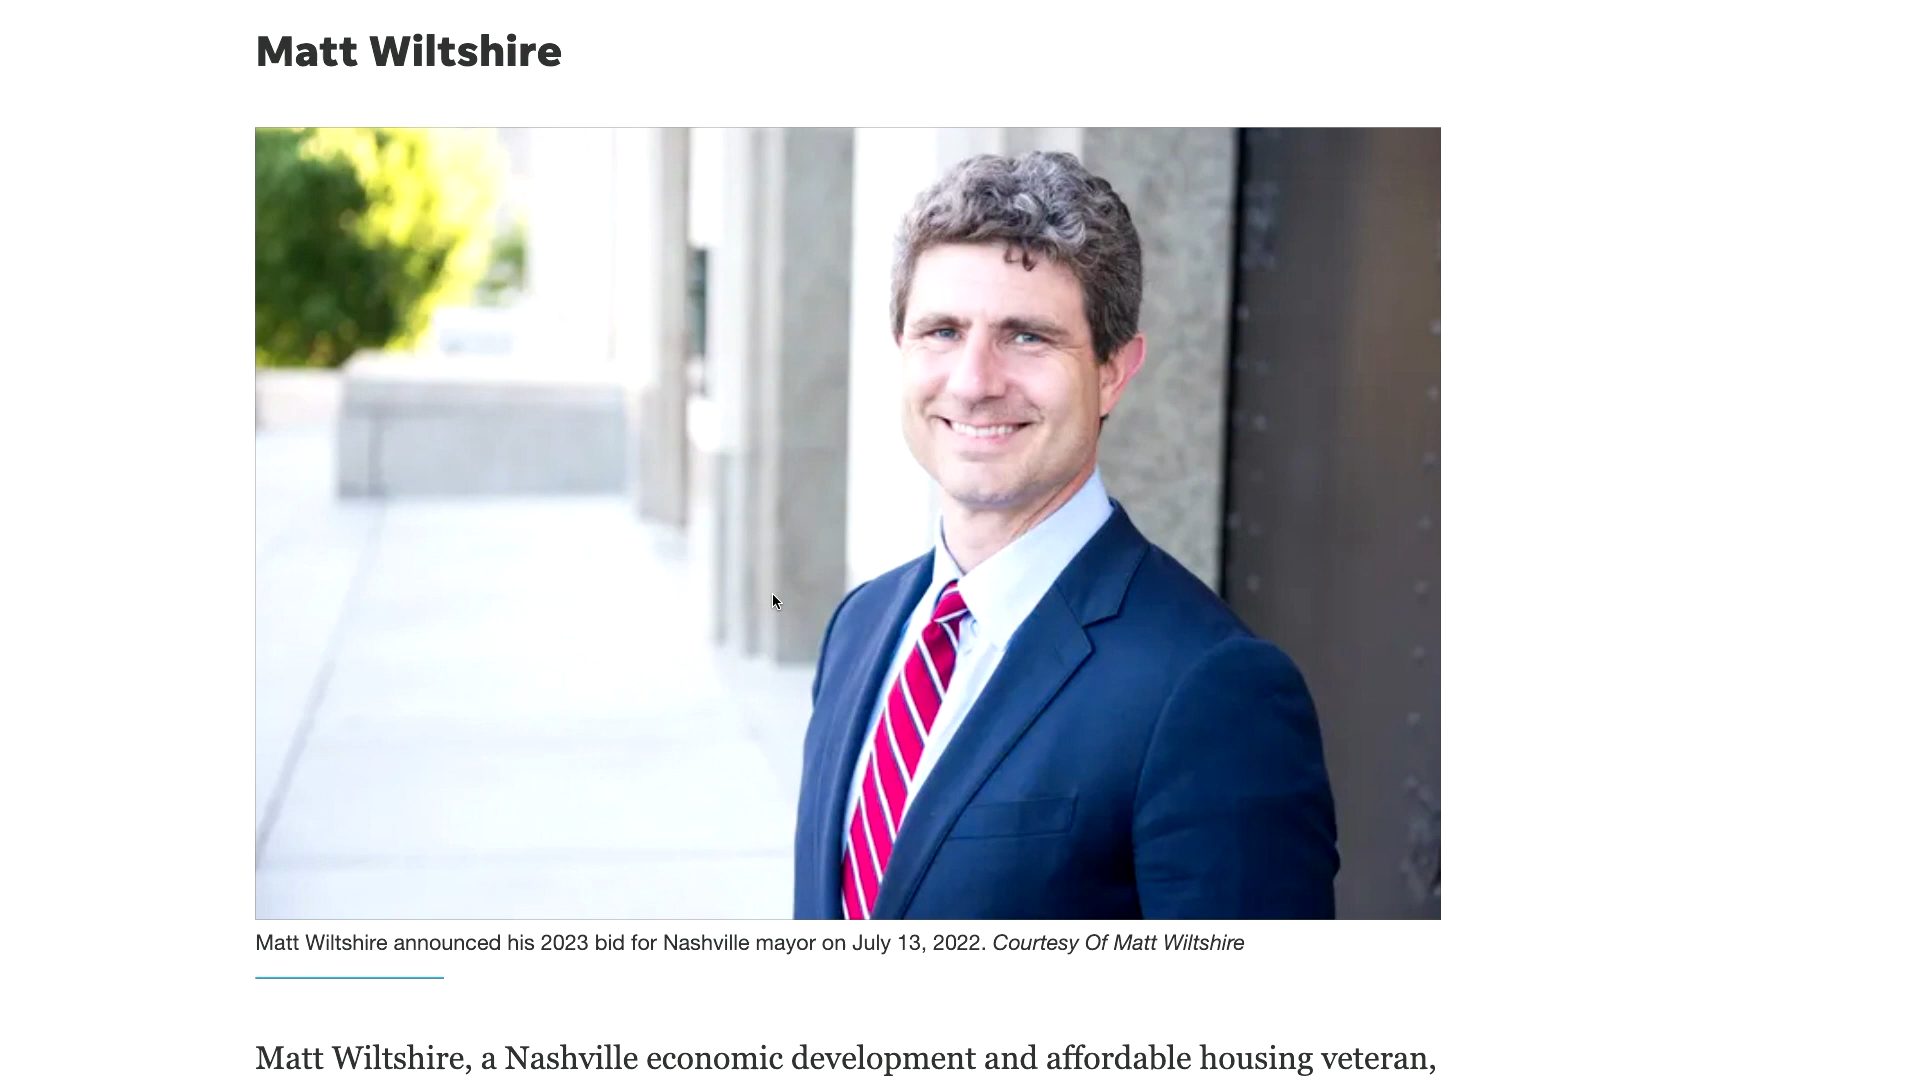 Matt Wiltshire
Matt Wiltshire announced his 2023 bid for Nashville mayor on July 13, 2022. Courtesy Of Matt Wiltshire
Matt Wiltshire, a Nashville economic development and affordable housing veteran,